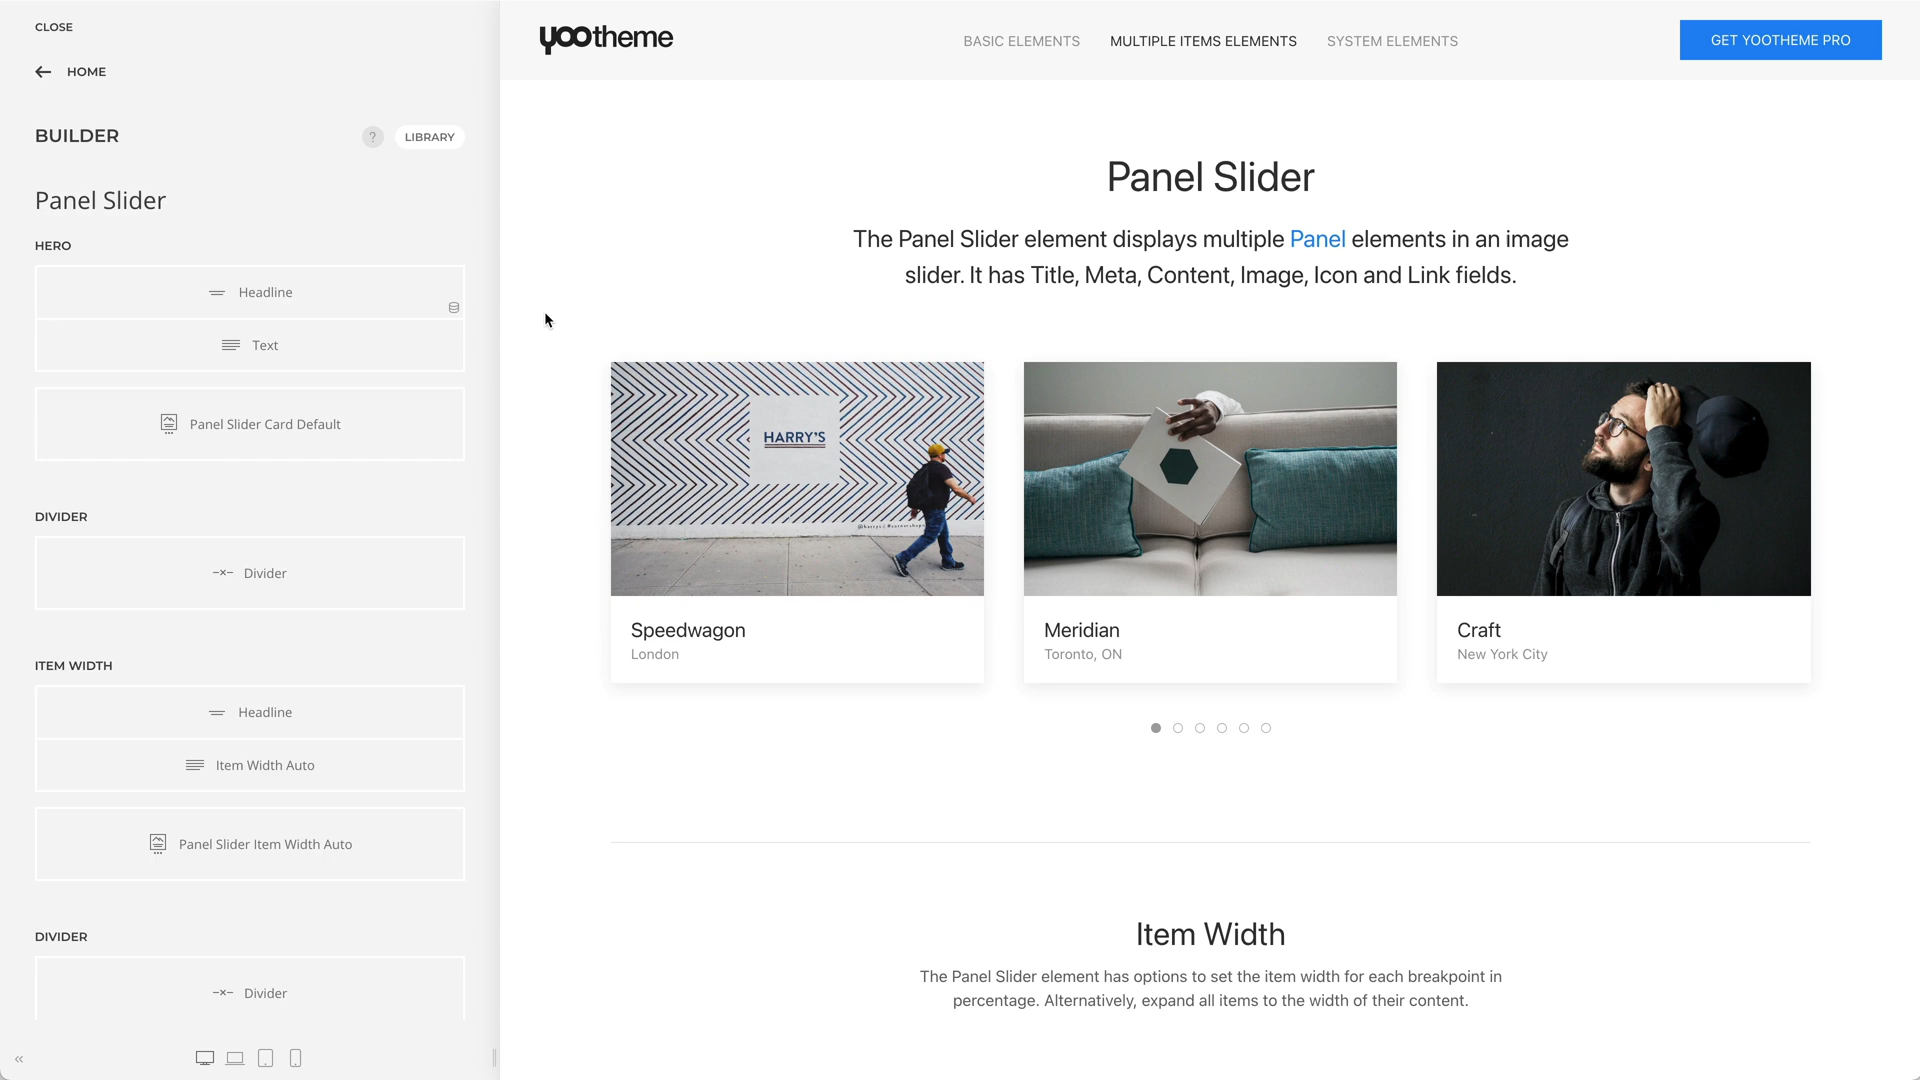 CLOSE
HOME
BUILDER
?
LIBRARY
Panel Slider
HERO
Headline
Text
Panel Slider Card Default
DIVIDER
Divider
ITEM WIDTH
Headline
Item Width Auto
Panel Slider Item Width Auto
DIVIDER
Divider
yootheme
BASIC ELEMENTS
MULTIPLE ITEMS ELEMENTS
SYSTEM ELEMENTS
GET YOOTHEME PRO
Panel Slider
The Panel Slider element displays multiple Panel elements in an image
slider. It has Title, Meta, Content, Image, Icon and Link fields.
HARRY'S
Speedwagon
London
Meridian
Toronto, ON
Craft
New York City
Item Width
The Panel Slider element has options to set the item width for each breakpoint in
percentage. Alternatively, expand all items to the width of their content.